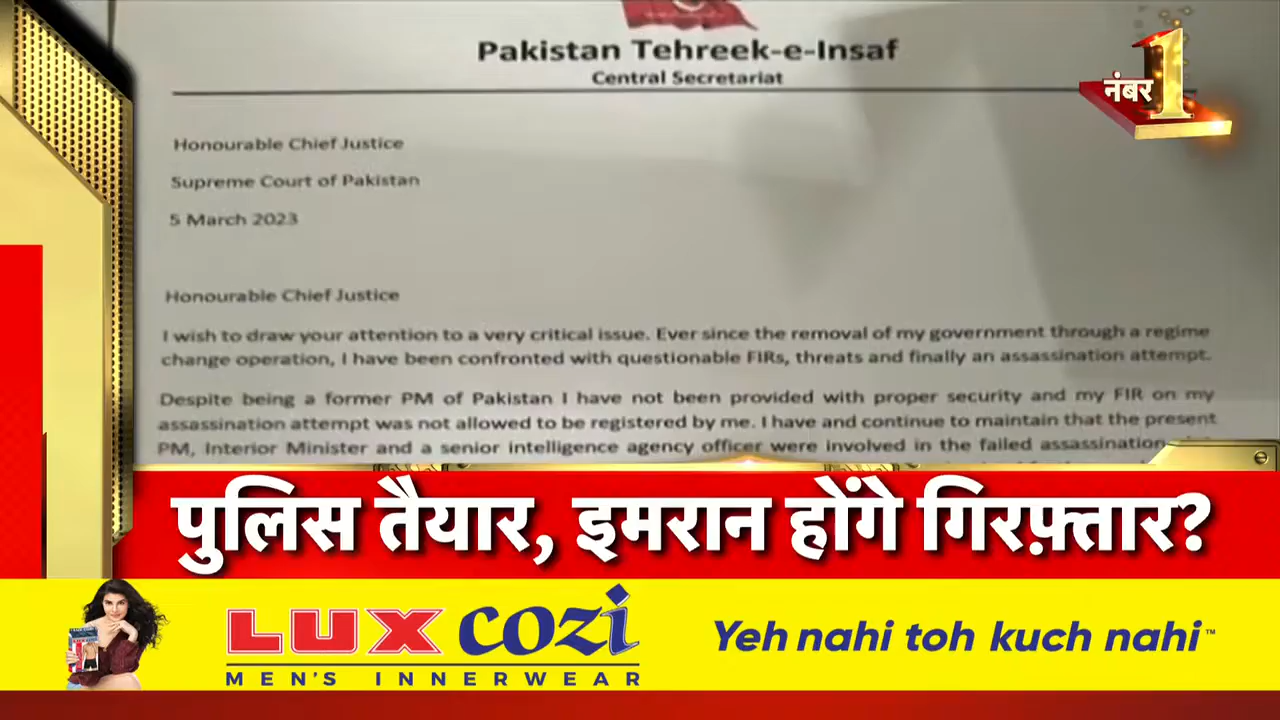 Pakistan Tehreek-e-Insaf
Central Secretariat
नंबर 1
Honourable Chief Justice
Supreme Court of Pakistan
5 March 2023
Honourable Chief Justice
I wish to draw your attention to a very critical issue. Ever since the removal of my government through a regime
change operation, I have been confronted with questionable FIRs, threats and finally an assassination attempt.
Despite being a former PM of Pakistan I have not been provided with proper security and my FIR on my
assassination attempt was not allowed to be registered by me. I have and continue to maintain that the present
PM, Interior Minister and a senior intelligence agency officer were involved in the failed assassination
पुलिस तैयार, इमरान होंगे गिरफ़्तार?
LUX cozi
MEN'S INNERWEAR
Yeh nahi toh kuch nahi™